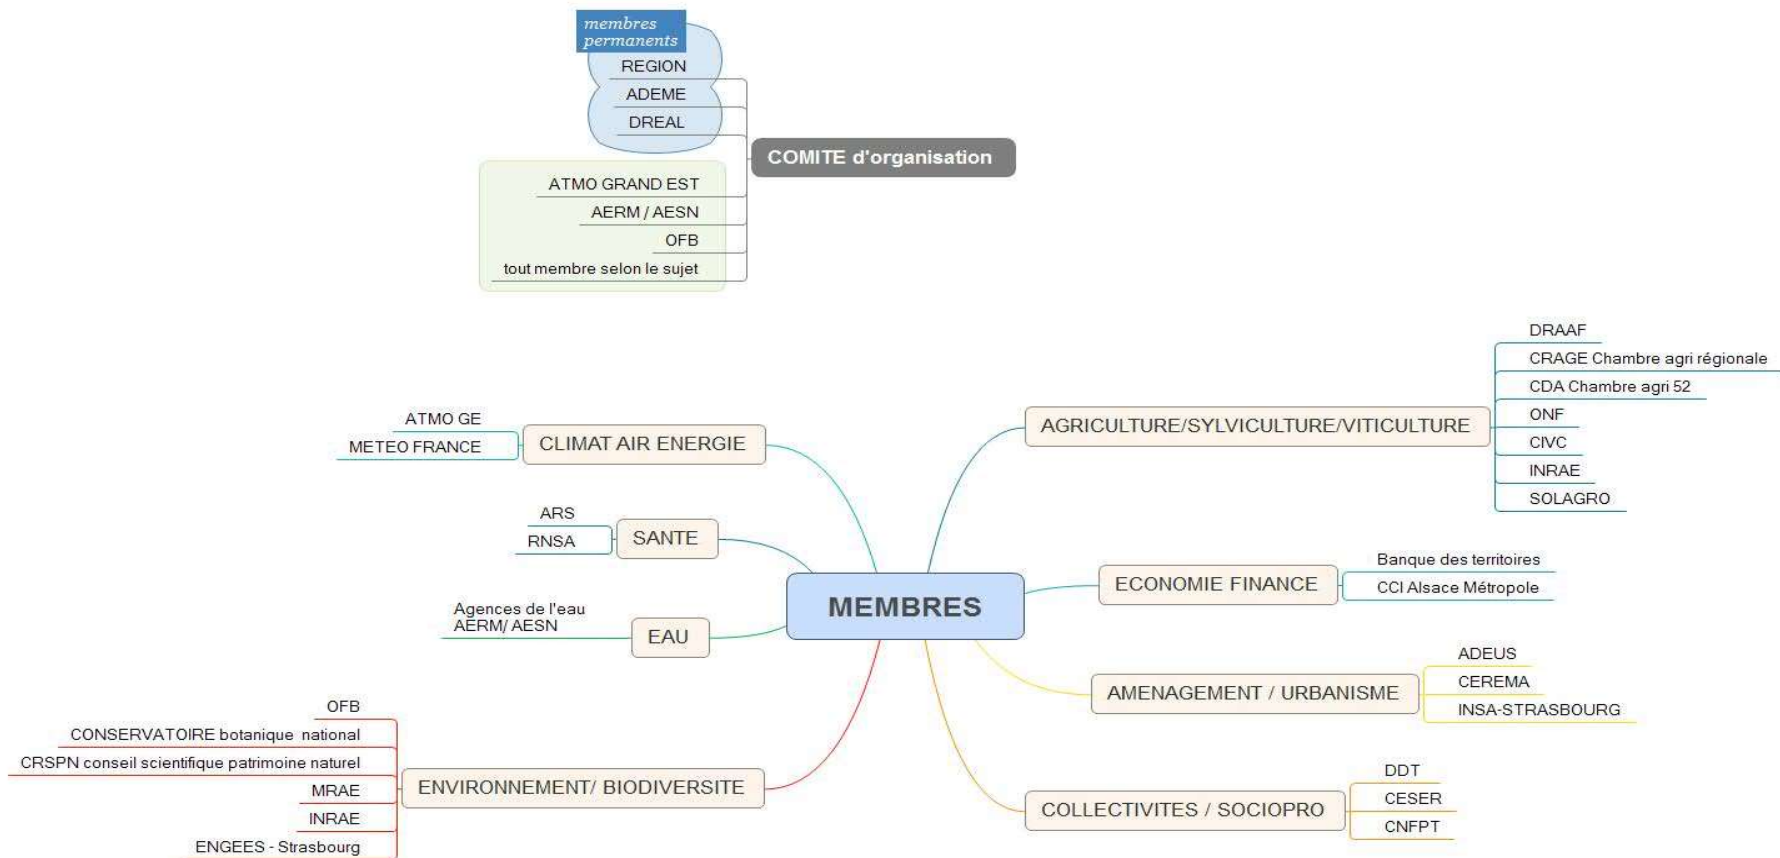 membres
permanents
REGION
ADEME
DREAL
COMITE d'organisation
ATMO GRAND EST
AERM / AESN
OFB
tout membre selon le sujet
MEMBRES
CLIMAT AIR ENERGIE
ATMO GE
METEO FRANCE
SANTE
ARS
RNSA
EAU
Agences de l'eau
AERM/ AESN
ENVIRONNEMENT/ BIODIVERSITE
OFB
CONSERVATOIRE botanique national
CRSPN conseil scientifique patrimoine naturel
MRAE
INRAE
ENGEES - Strasbourg
AGRICULTURE/SYLVICULTURE/VITICULTURE
DRAAF
CRAGE Chambre agri régionale
CDA Chambre agri 52
ONF
CIVC
INRAE
SOLAGRO
ECONOMIE FINANCE
Banque des territoires
CCI Alsace Métropole
AMENAGEMENT / URBANISME
ADEUS
CEREMA
INSA-STRASBOURG
COLLECTIVITES / SOCIOPRO
DDT
CESER
CNFPT